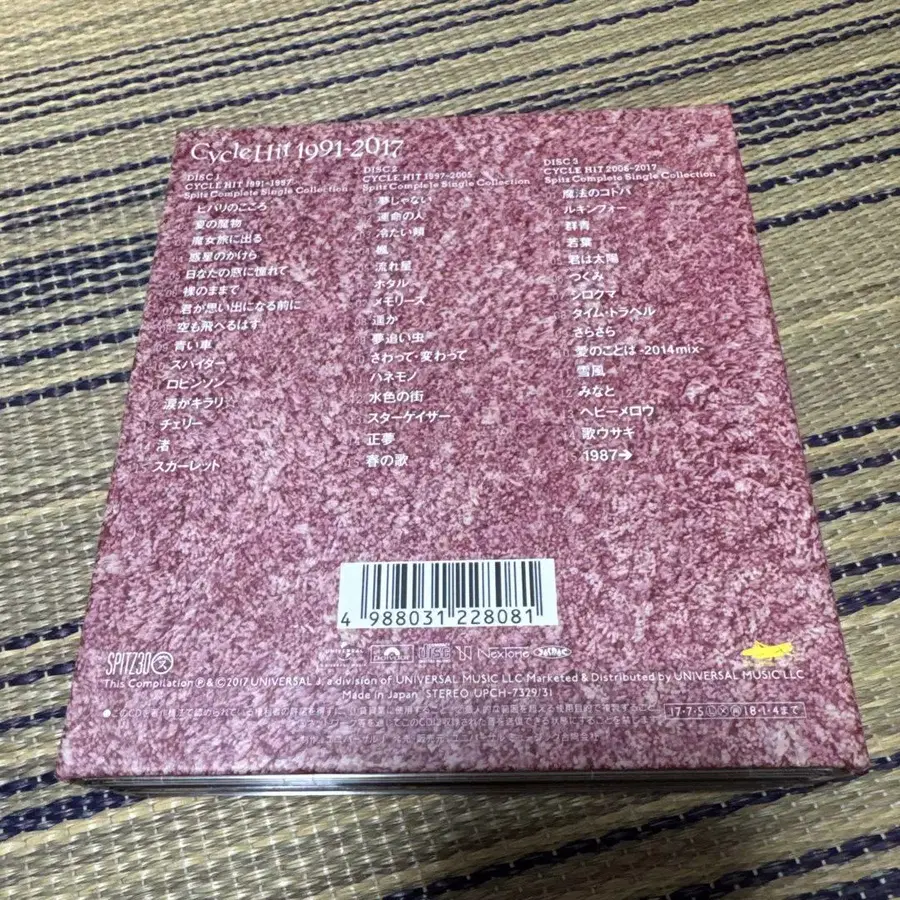 Cycle Hit 1991-2017
DISC 1
CYCLE HIT 1991-1997
Spitz Complete Single Collection
ヒバリのこころ
夏の魔物
魔女旅に出る
惑星のかけら
日なたの窓に憧れて
裸のままで
君が思い出になる前に
空も飛べるはず
青い車
スパイダー
ロビンソン
涙がキラリ☆
チェリー
渚
スカーレット
DISC 2
CYCLE HIT 1997-2005
Spitz Complete Single Collection
夢じゃない
運命の人
冷たい頬
楓
流れ星
ホタル
メモリーズ
遥か
夢追い虫
さわって・変わって
ハネモノ
水色の街
スターゲイザー
正夢
春の歌
DISC 3
CYCLE HIT 2006-2017
Spitz Complete Single Collection
魔法のコトバ
ルキンフォー
群青
若葉
君は太陽
つぐみ
シロクマ
タイム・トラベル
さらさら
愛のことば -2014mix-
雪風
みなと
ヘビーメロウ
歌ウサギ
1987→
4 988031 228081
SPITZ30
NexTone
This Compilation ℗&©2017 UNIVERSAL J, a division of UNIVERSAL MUSIC LLC Marketed & Distributed by UNIVERSAL MUSIC LLC
Made in Japan STEREO UPCH-7329/31
17・7・5 18・1・4まで